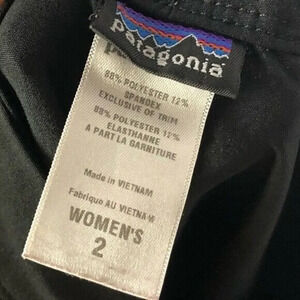 patagonia
88% POLYESTER 12%
SPANDEX
EXCLUSIVE OF TRIM
88% POLYESTER 12%
ELASTHANNE
A PART LA GARNITURE
Made in VIETNAM
Fabriqué au VIETNAM
WOMEN'S
2